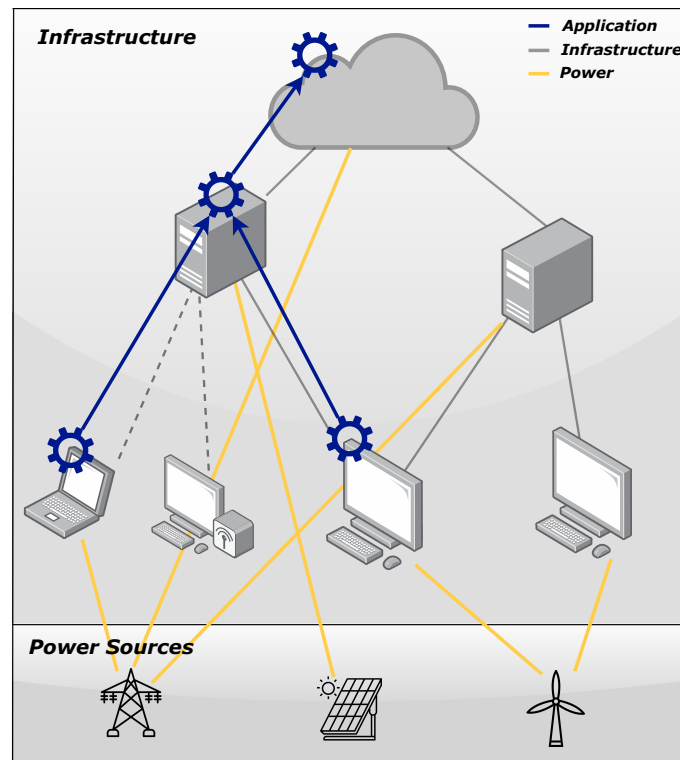 Infrastructure
Application
Infrastructure
Power
Power Sources